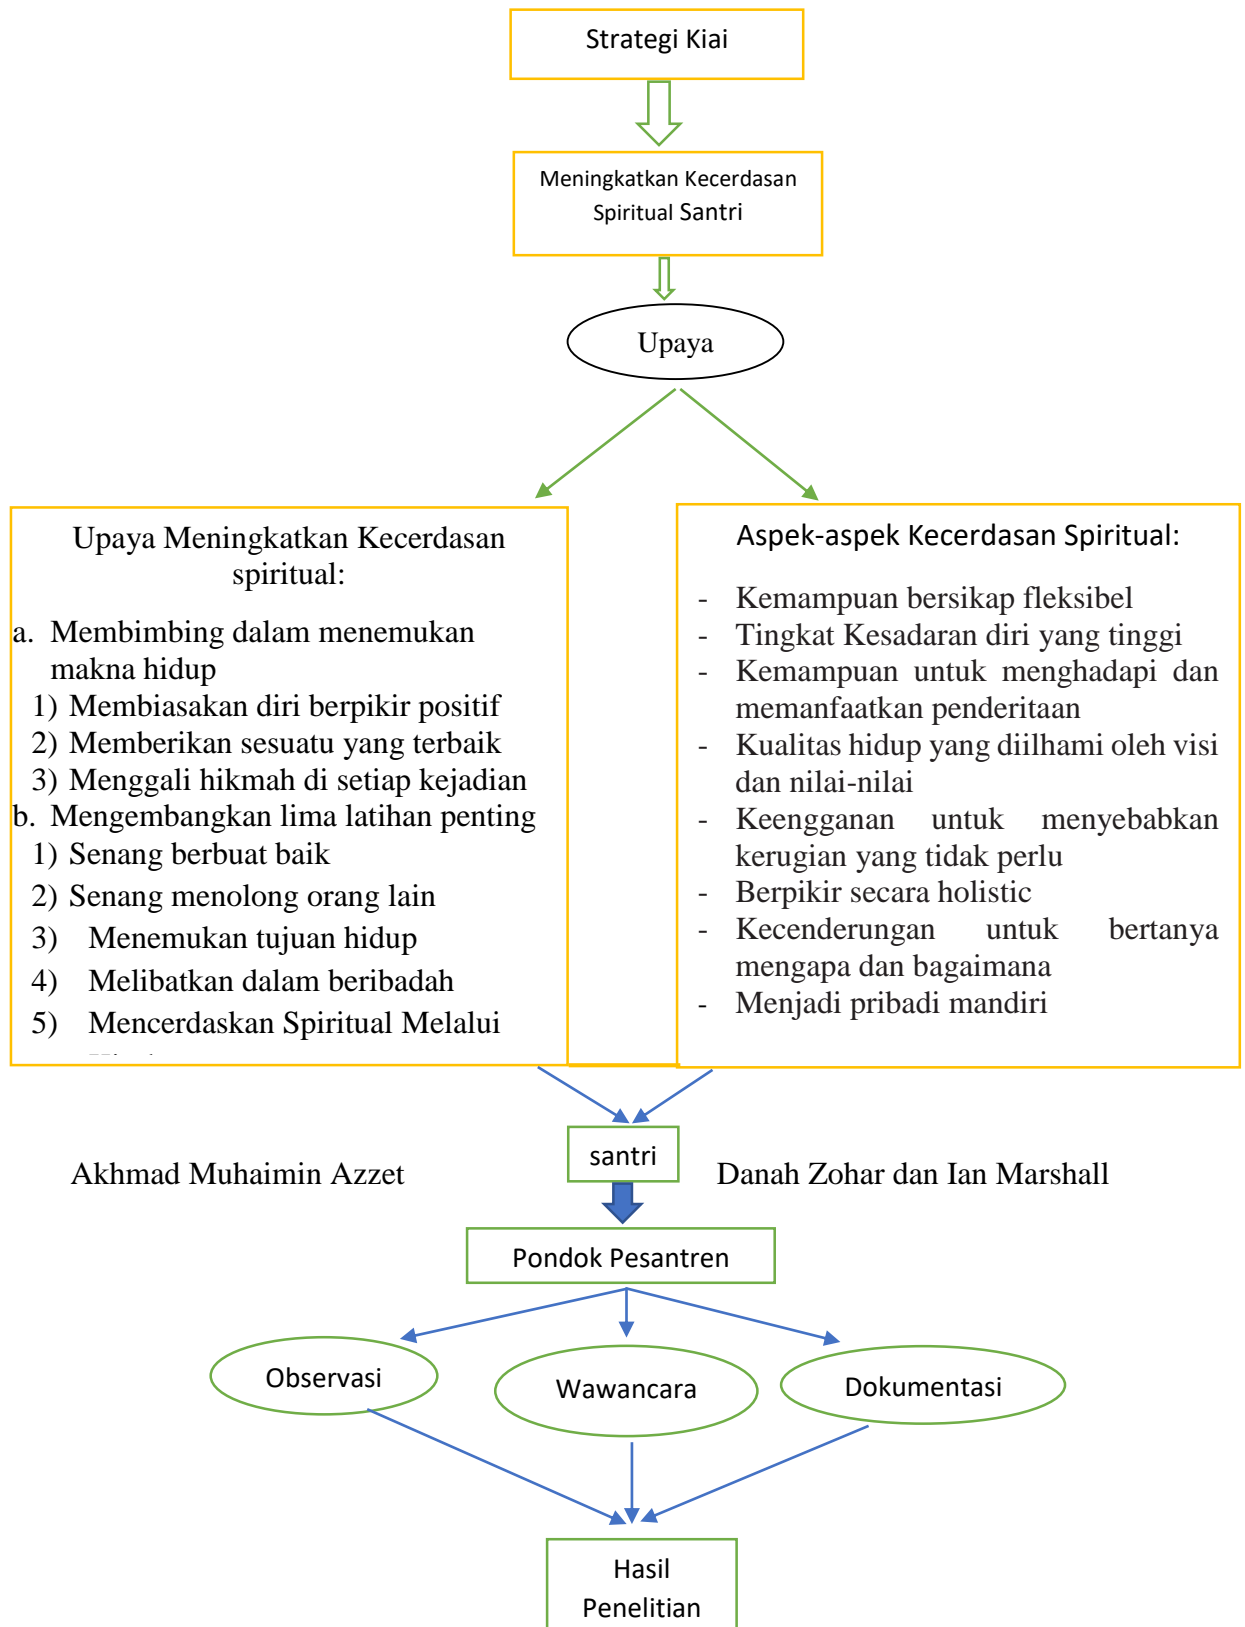 Strategi Kiai
Meningkatkan Kecerdasan
Spiritual Santri
Upaya
Upaya Meningkatkan Kecerdasan
spiritual:
a. Membimbing dalam menemukan
makna hidup
1) Membiasakan diri berpikir positif
2) Memberikan sesuatu yang terbaik
3) Menggali hikmah di setiap kejadian
b. Mengembangkan lima latihan penting
1) Senang berbuat baik
2) Senang menolong orang lain
3) Menemukan tujuan hidup
4) Melibatkan dalam beribadah
5) Mencerdaskan Spiritual Melalui
Aspek-aspek Kecerdasan Spiritual:
- Kemampuan bersikap fleksibel
- Tingkat Kesadaran diri yang tinggi
- Kemampuan untuk menghadapi dan
memanfaatkan penderitaan
- Kualitas hidup yang diilhami oleh visi
dan nilai-nilai
- Keengganan untuk menyebabkan
kerugian yang tidak perlu
- Berpikir secara holistic
- Kecenderungan untuk bertanya
mengapa dan bagaimana
- Menjadi pribadi mandiri
santri
Akhmad Muhaimin Azzet
Danah Zohar dan Ian Marshall
Pondok Pesantren
Observasi
Wawancara
Dokumentasi
Hasil
Penelitian